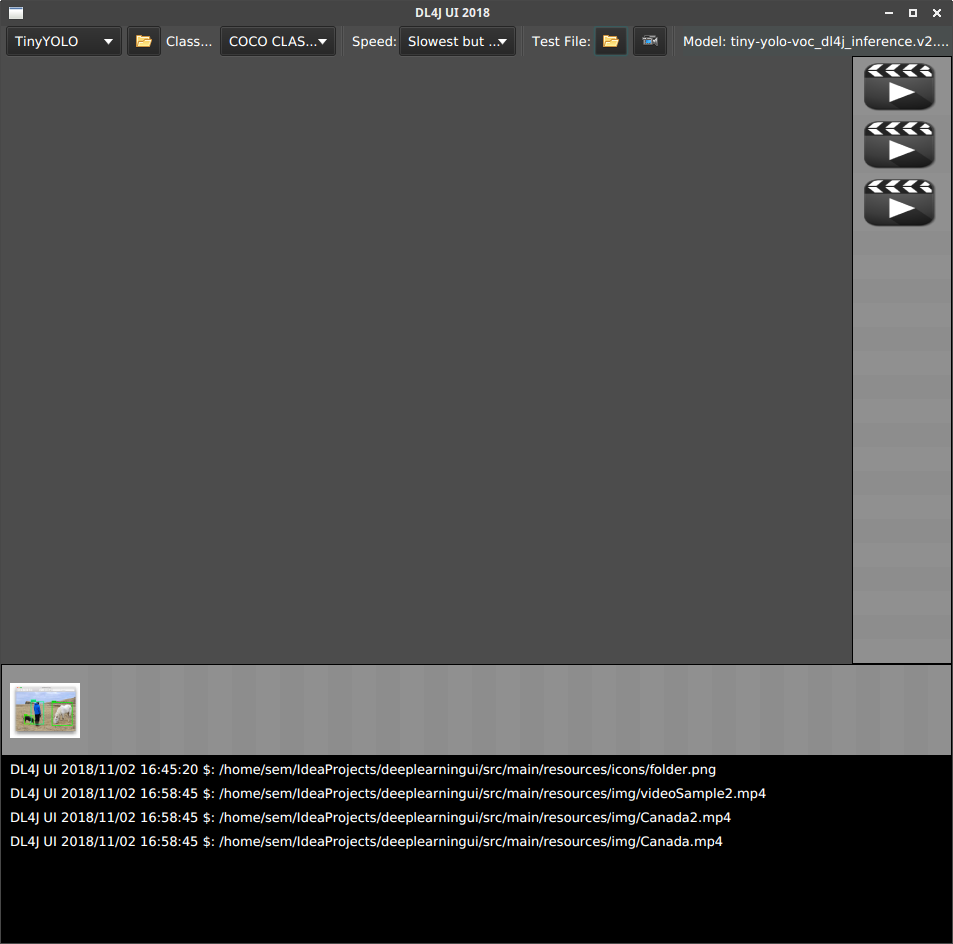 DL4J UI 2018
TinyYOLO Class... COCO CLAS... Speed: Slowest but ... Test File: Model: tiny-yolo-voc_dl4j_inference.v2....
DL4J UI 2018/11/02 16:45:20 $: /home/sem/IdeaProjects/deeplearningui/src/main/resources/icons/folder.png
DL4J UI 2018/11/02 16:58:45 $: /home/sem/IdeaProjects/deeplearningui/src/main/resources/img/videoSample2.mp4
DL4J UI 2018/11/02 16:58:45 $: /home/sem/IdeaProjects/deeplearningui/src/main/resources/img/Canada2.mp4
DL4J UI 2018/11/02 16:58:45 $: /home/sem/IdeaProjects/deeplearningui/src/main/resources/img/Canada.mp4